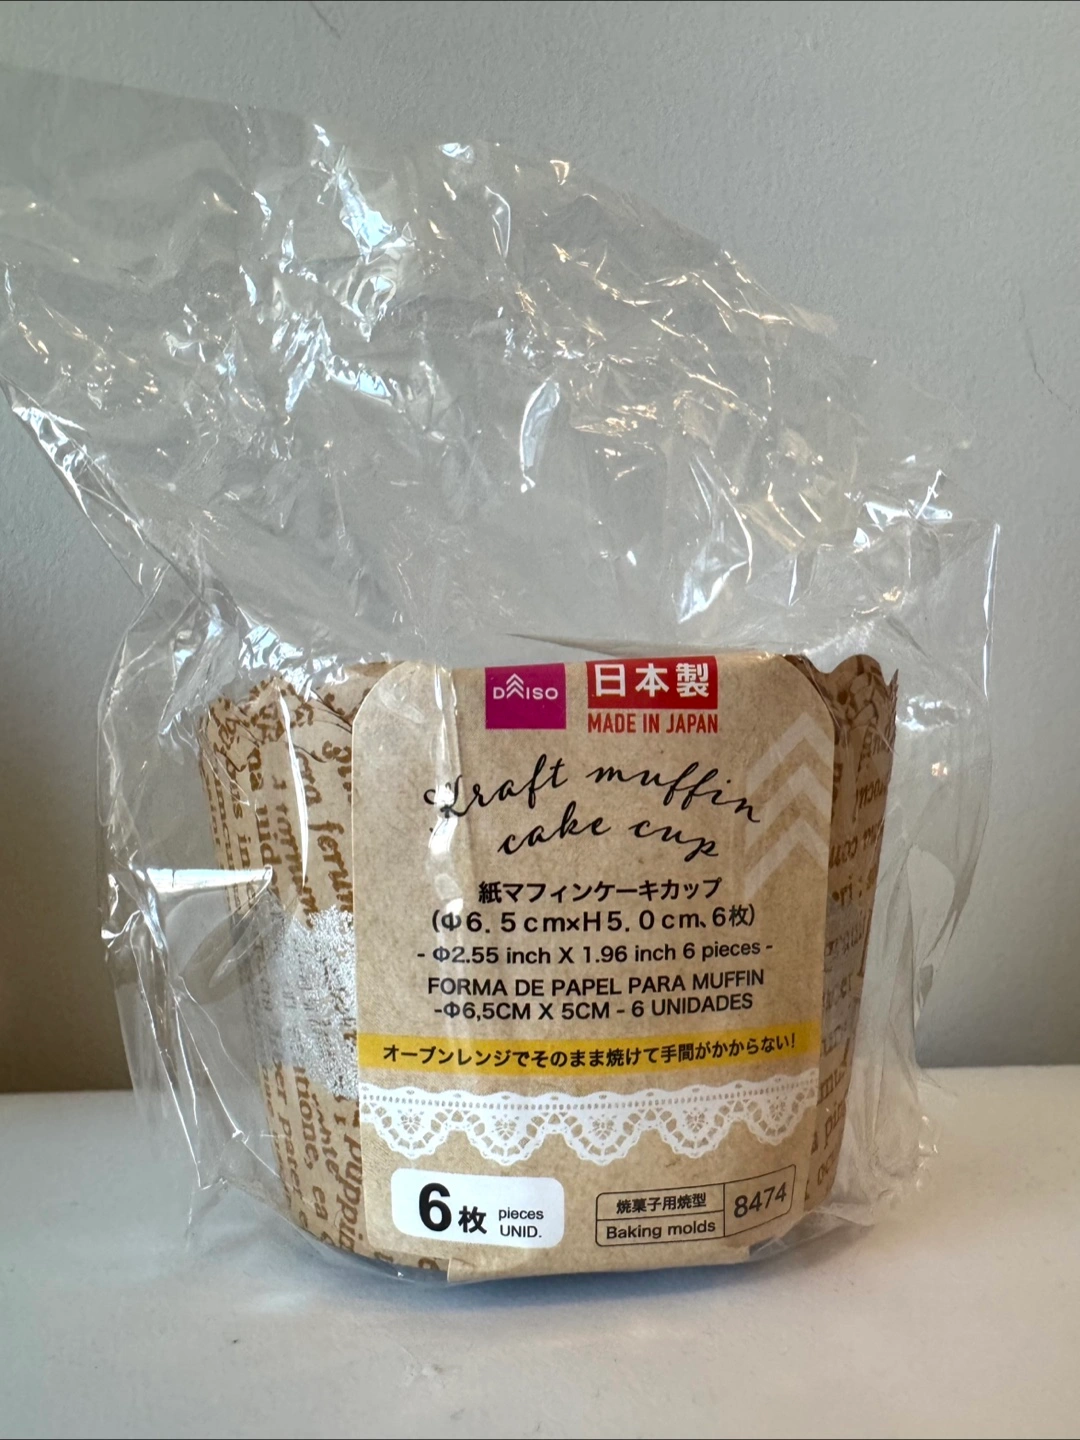 DAISO
日本製
MADE IN JAPAN
Kraft muffin
cake cup
紙マフィンケーキカップ
(Φ6.5cm×H5.0cm、6枚)
- Φ2.55 inch X 1.96 inch 6 pieces -
FORMA DE PAPEL PARA MUFFIN
-Φ6,5CM X 5CM - 6 UNIDADES
オーブンレンジでそのまま焼けて手間がかからない!
6枚 pieces
UNID.
焼菓子用焼型
Baking molds
8474